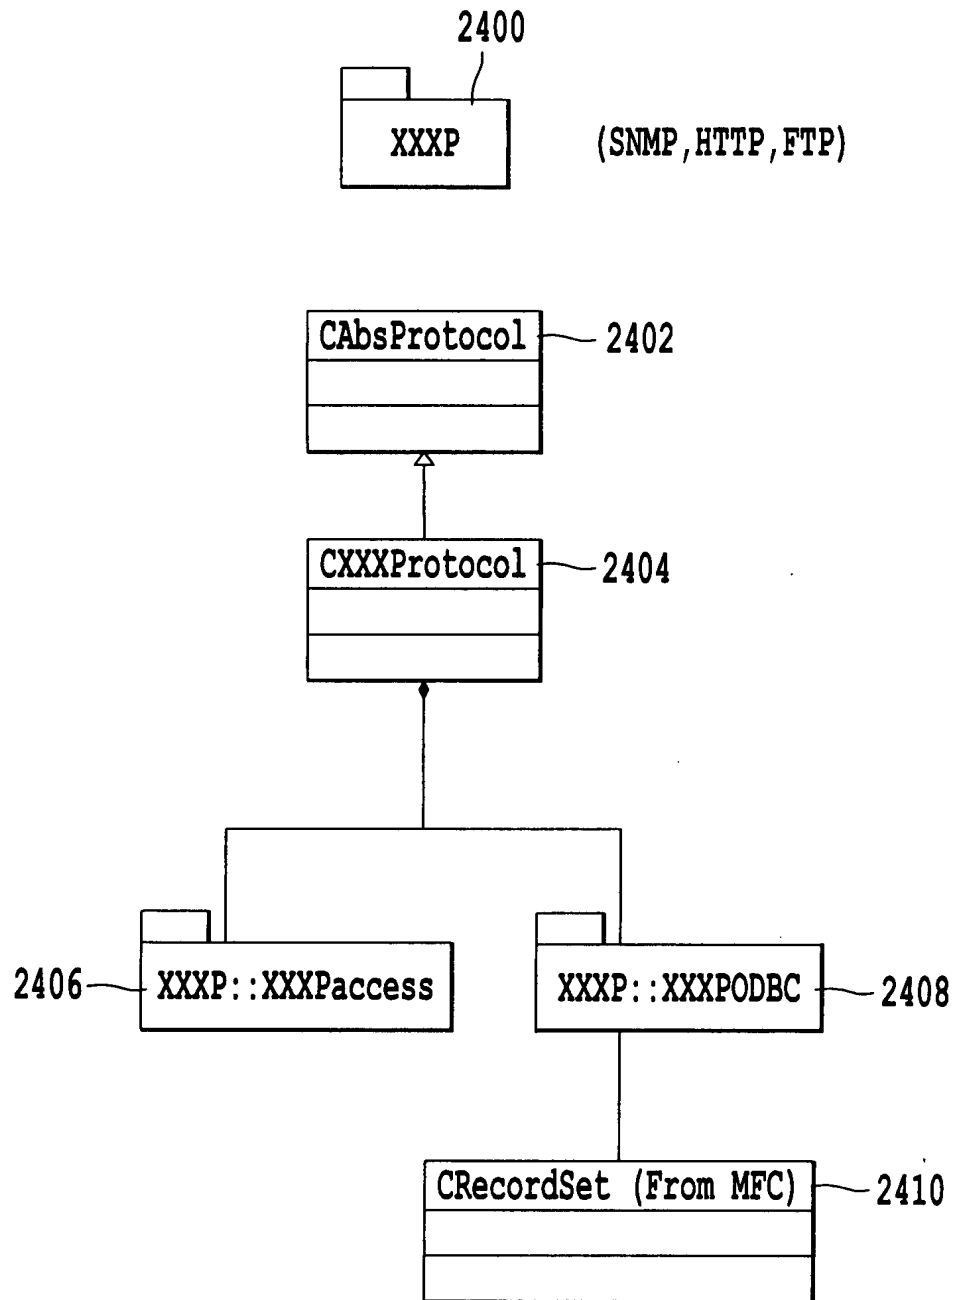 2400
XXXP
(SNMP,HTTP,FTP)
CAbsProtocol
2402
CXXXProtocol
2404
2406
XXXP::XXXPaccess
XXXP::XXXPODBC
2408
CRecordSet (From MFC)
2410